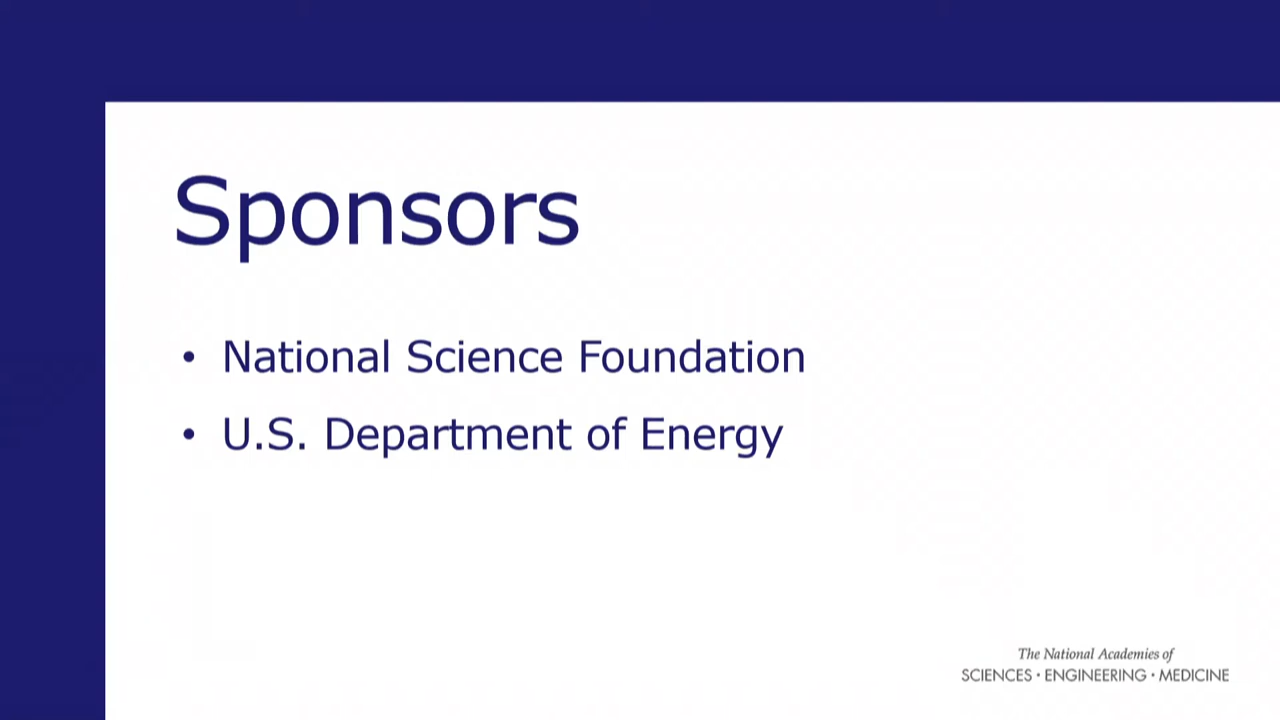 Sponsors
• National Science Foundation
• U.S. Department of Energy
The National Academies of
SCIENCES · ENGINEERING · MEDICINE